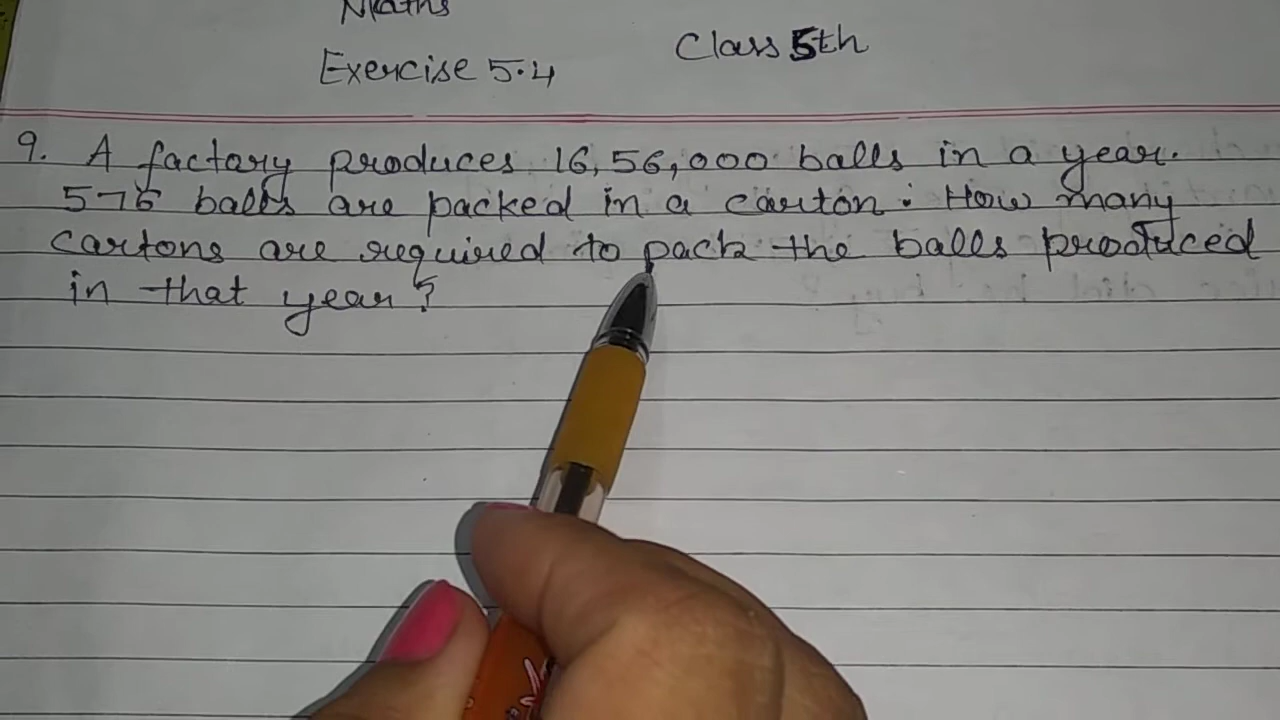 Maths
Exercise 5.4
Class 5th
9. A factory produces 16,56,000 balls in a year.
576 balls are packed in a carton. How many
cartons are required to pack the balls produced
in that year?